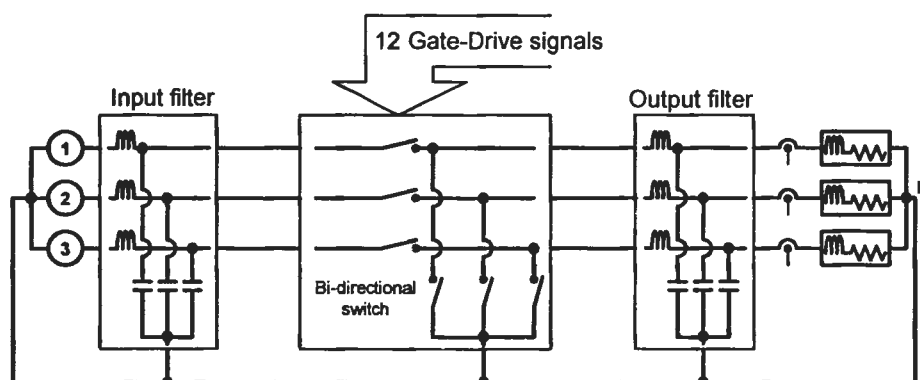 12 Gate-Drive signals
Input filter
Output filter
1
2
3
Bi-directional
switch